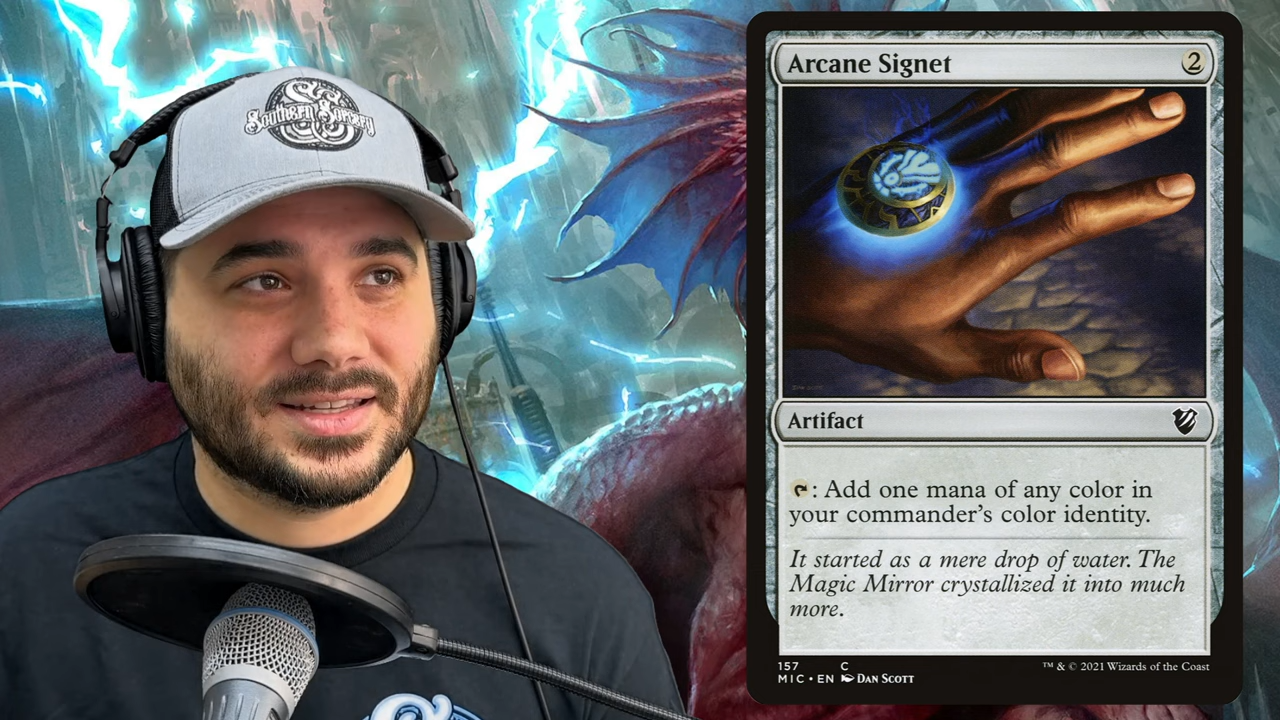 Southern Sorcery
Arcane Signet 2
Artifact
: Add one mana of any color in
your commander's color identity.
It started as a mere drop of water. The
Magic Mirror crystallized it into much
more.
157 C
MIC • EN Dan Scott
™ & © 2021 Wizards of the Coast